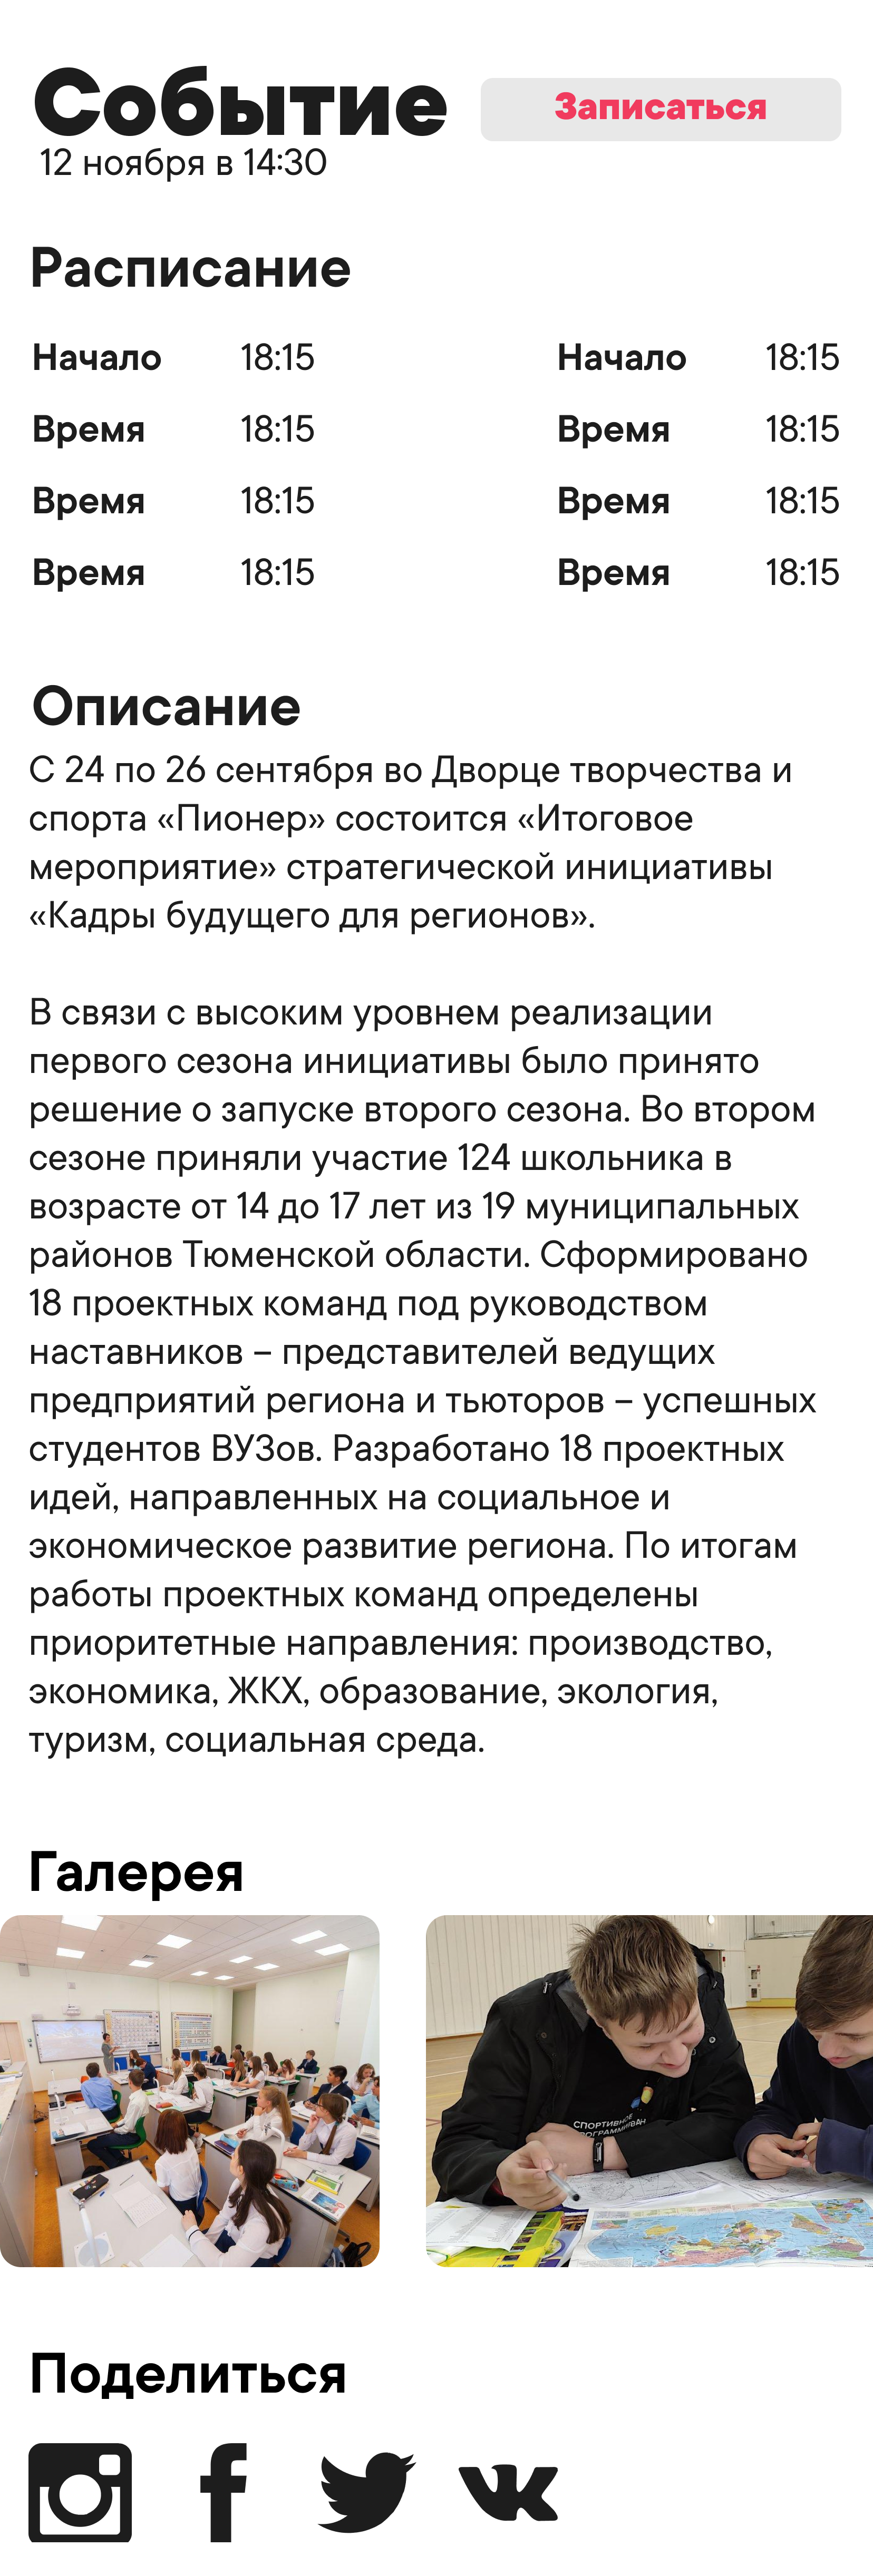 Событие
Записаться
12 ноября в 14:30
Расписание
Начало 18:15 Начало 18:15
Время 18:15 Время 18:15
Время 18:15 Время 18:15
Время 18:15 Время 18:15
Описание
С 24 по 26 сентября во Дворце творчества и
спорта «Пионер» состоится «Итоговое
мероприятие» стратегической инициативы
«Кадры будущего для регионов».
В связи с высоким уровнем реализации
первого сезона инициативы было принято
решение о запуске второго сезона. Во втором
сезоне приняли участие 124 школьника в
возрасте от 14 до 17 лет из 19 муниципальных
районов Тюменской области. Сформировано
18 проектных команд под руководством
наставников – представителей ведущих
предприятий региона и тьюторов – успешных
студентов ВУЗов. Разработано 18 проектных
идей, направленных на социальное и
экономическое развитие региона. По итогам
работы проектных команд определены
приоритетные направления: производство,
экономика, ЖКХ, образование, экология,
туризм, социальная среда.
Галерея
СПОРТИВНОЕ
Поделиться